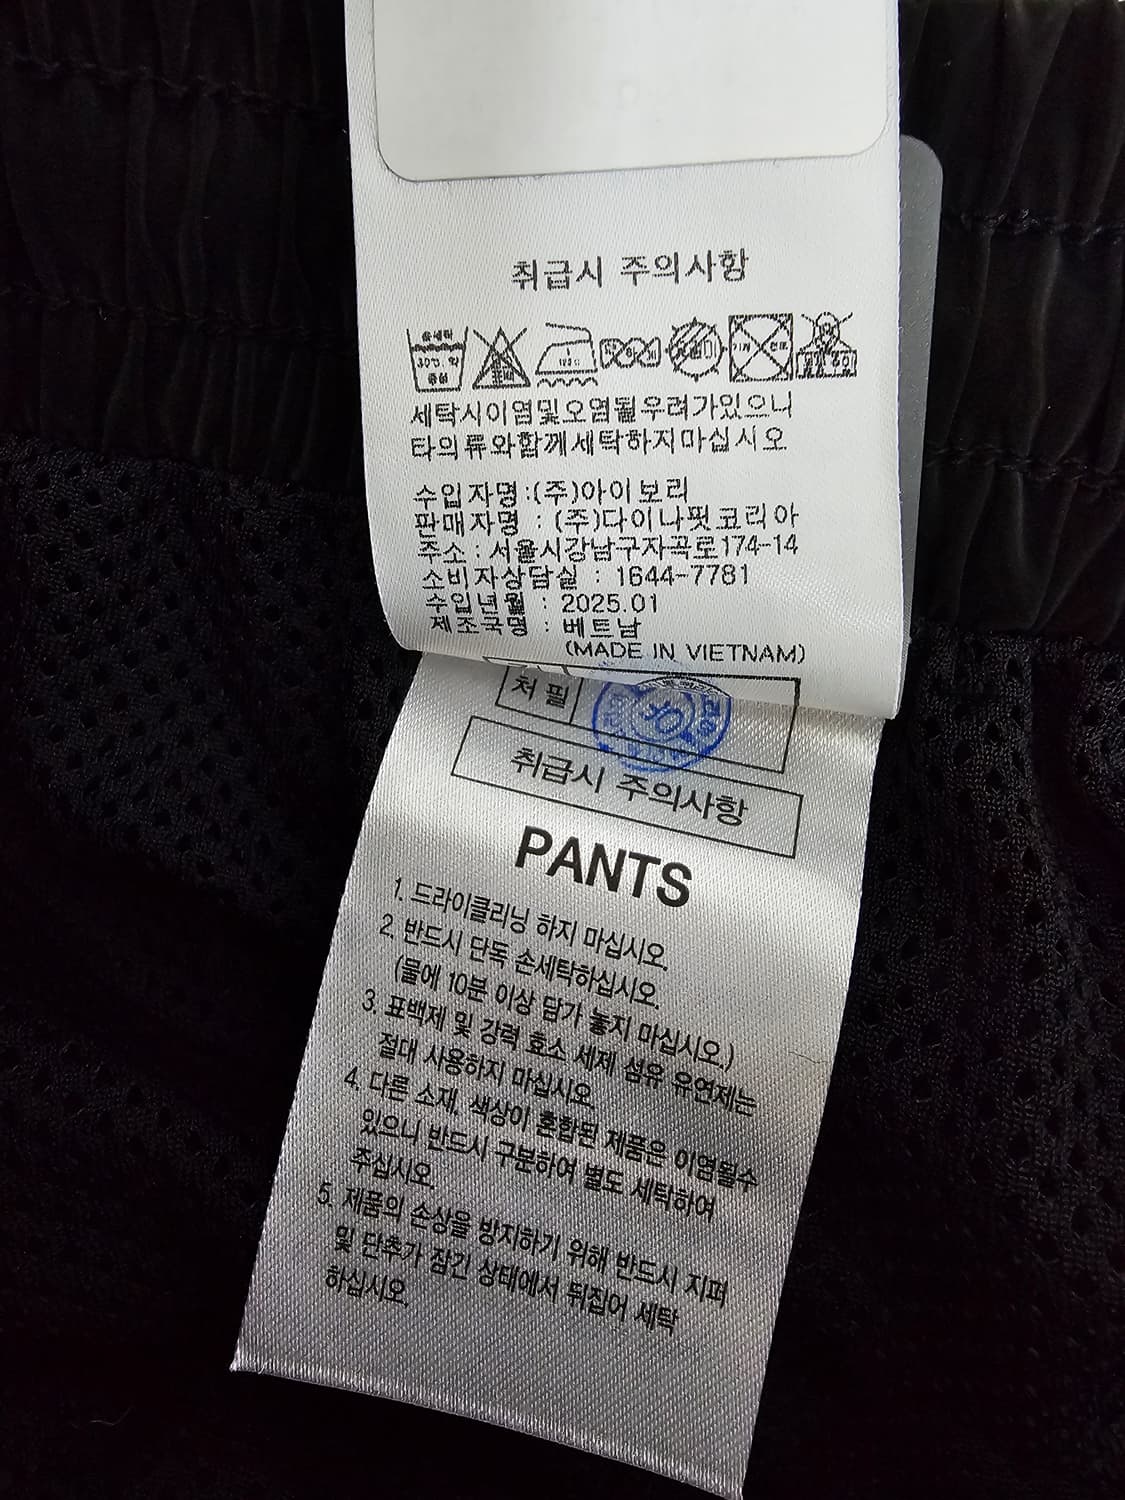 취급시 주의사항
손세탁
30℃
중성
세탁시이염및오염될우려가있으니
타의류와함께세탁하지마십시오
수입자명:(주)아이보리
판매자명 : (주)다이나핏코리아
주소 : 서울시강남구자곡로174-14
소비자상담실 : 1644-7781
수입년월 : 2025.01
제조국명 : 베트남
(MADE IN VIETNAM)
처 필
취급시 주의사항
PANTS
1. 드라이클리닝 하지 마십시오.
2. 반드시 단독 손세탁하십시오.
(물에 10분 이상 담가 놓지 마십시오.)
3. 표백제 및 강력 효소 세제 섬유 유연제는
절대 사용하지 마십시오.
4. 다른 소재, 색상이 혼합된 제품은 이염될수
있으니 반드시 구분하여 별도 세탁하여
주십시오.
5. 제품의 손상을 방지하기 위해 반드시 지퍼
및 단추가 잠긴 상태에서 뒤집어 세탁
하십시오.